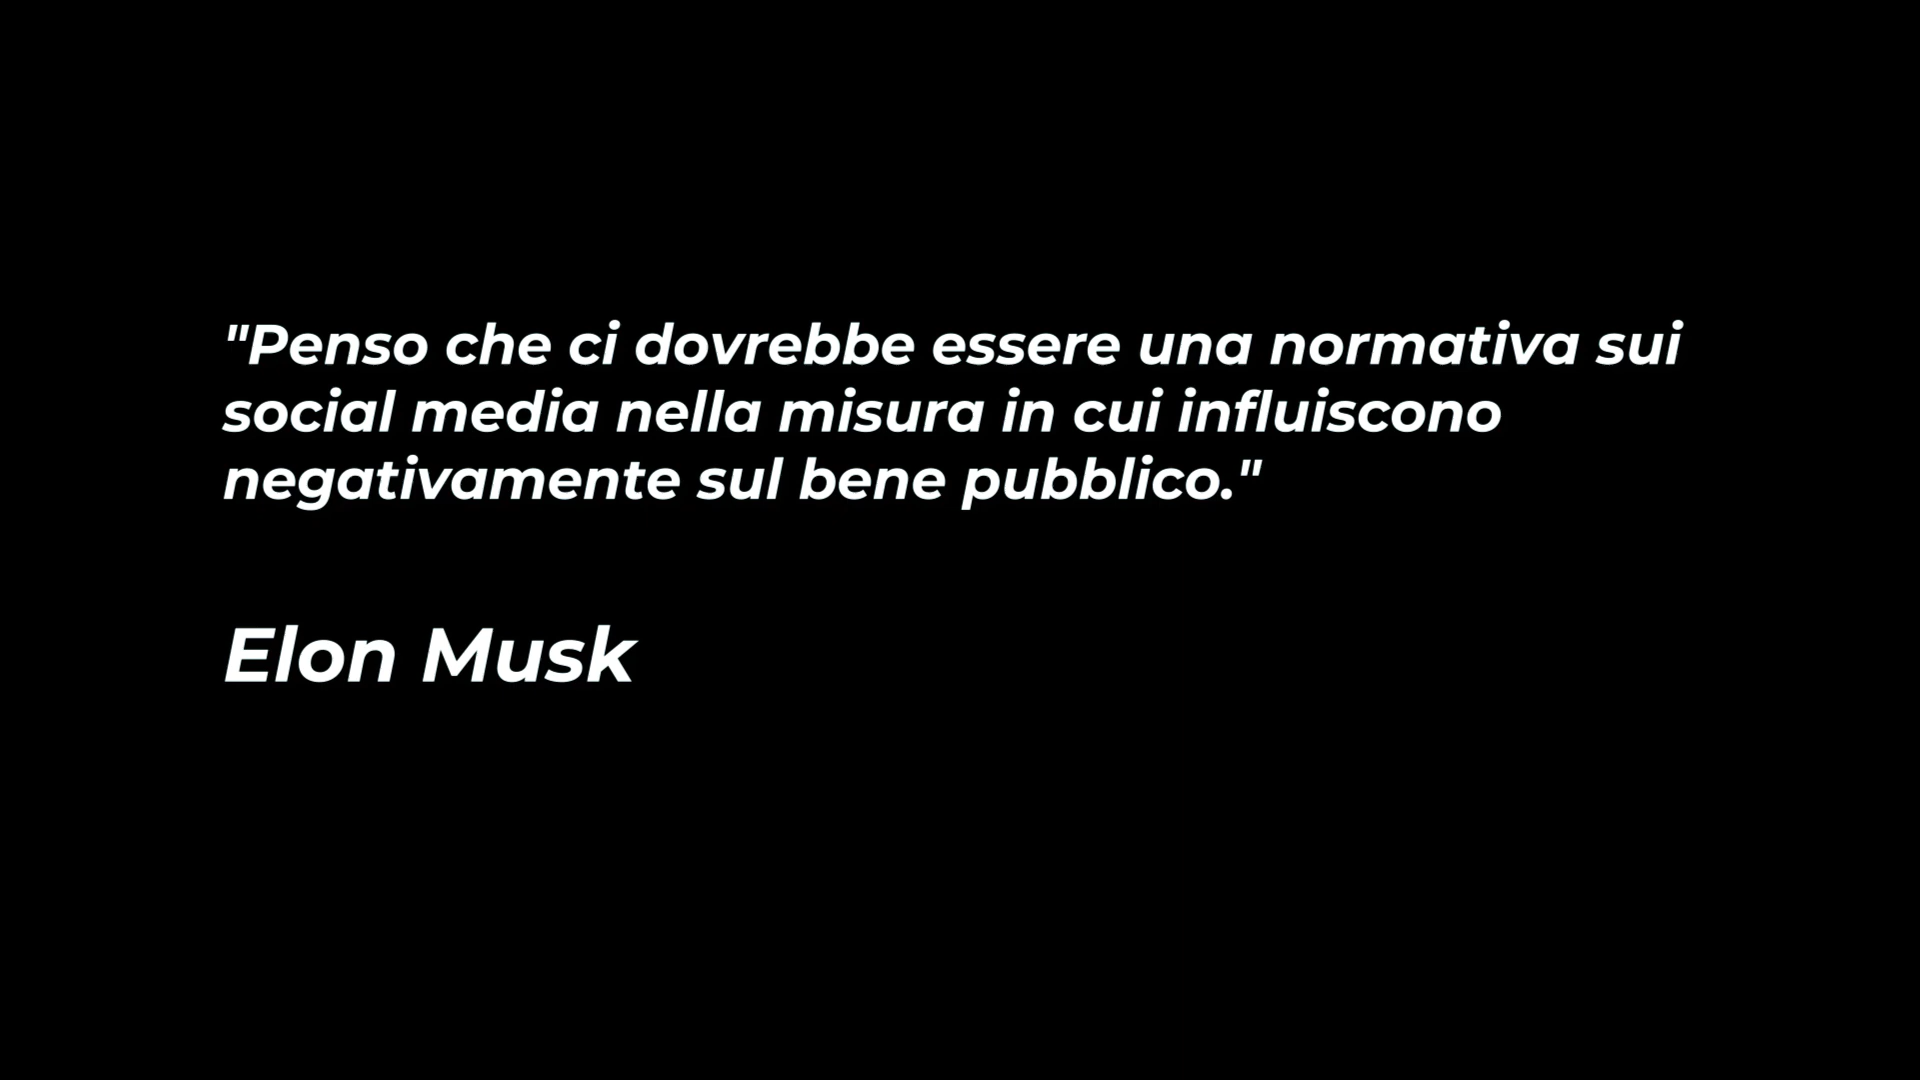 "Penso che ci dovrebbe essere una normativa sui
social media nella misura in cui influiscono
negativamente sul bene pubblico."
Elon Musk